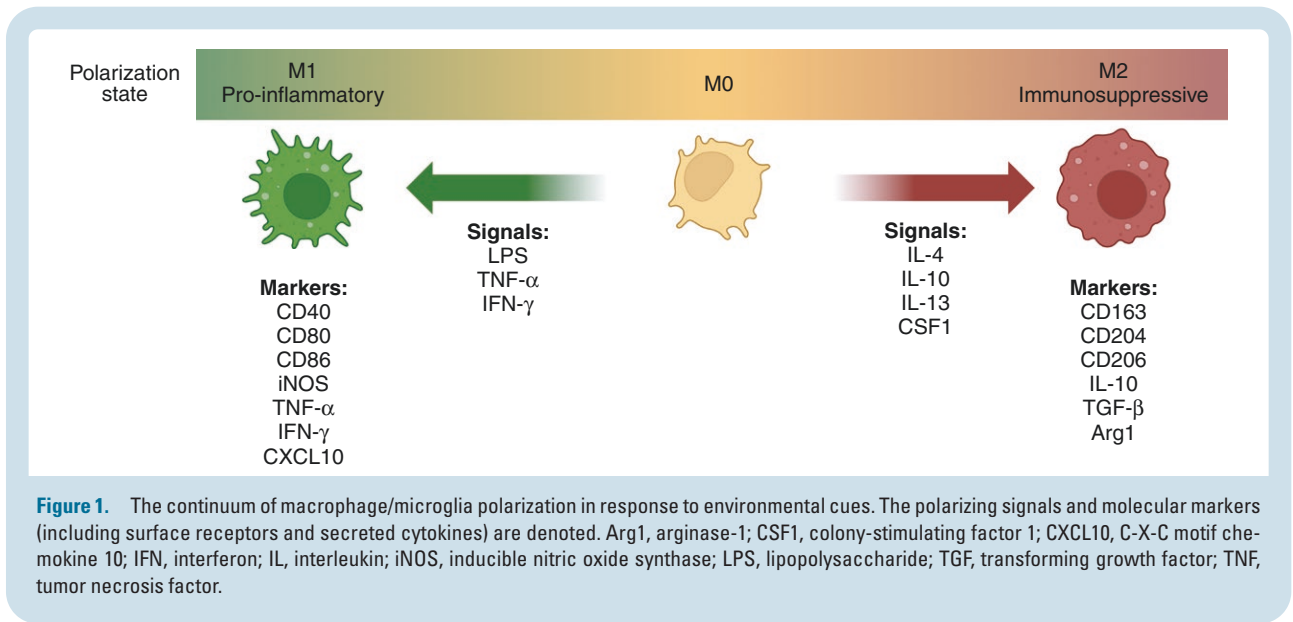 Polarization
state
M1
Pro-inflammatory
M0
M2
Immunosuppressive
Signals:
LPS
TNF-α
IFN-γ
Signals:
IL-4
IL-10
IL-13
CSF1
Markers:
CD40
CD80
CD86
iNOS
TNF-α
IFN-γ
CXCL10
Markers:
CD163
CD204
CD206
IL-10
TGF-β
Arg1
Figure 1. The continuum of macrophage/microglia polarization in response to environmental cues. The polarizing signals and molecular markers
(including surface receptors and secreted cytokines) are denoted. Arg1, arginase-1; CSF1, colony-stimulating factor 1; CXCL10, C-X-C motif che-
mokine 10; IFN, interferon; IL, interleukin; iNOS, inducible nitric oxide synthase; LPS, lipopolysaccharide; TGF, transforming growth factor; TNF,
tumor necrosis factor.